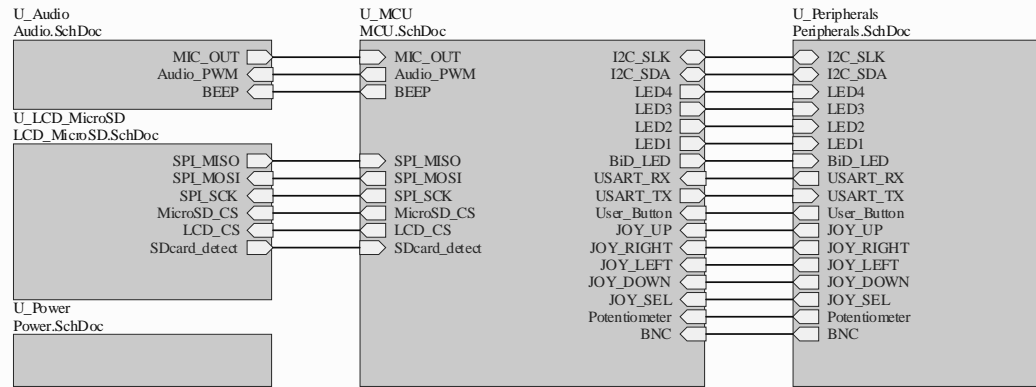 U_Audio
Audio.SchDoc
MIC_OUT
Audio_PWM
BEEP
U_LCD_MicroSD
LCD_MicroSD.SchDoc
SPI_MISO
SPI_MOSI
SPI_SCK
MicroSD_CS
LCD_CS
SDcard_detect
U_Power
Power.SchDoc
U_MCU
MCU.SchDoc
MIC_OUT
Audio_PWM
BEEP
SPI_MISO
SPI_MOSI
SPI_SCK
MicroSD_CS
LCD_CS
SDcard_detect
I2C_SLK
I2C_SDA
LED4
LED3
LED2
LED1
BiD_LED
USART_RX
USART_TX
User_Button
JOY_UP
JOY_RIGHT
JOY_LEFT
JOY_DOWN
JOY_SEL
Potentiometer
BNC
U_Peripherals
Peripherals.SchDoc
I2C_SLK
I2C_SDA
LED4
LED3
LED2
LED1
BiD_LED
USART_RX
USART_TX
User_Button
JOY_UP
JOY_RIGHT
JOY_LEFT
JOY_DOWN
JOY_SEL
Potentiometer
BNC